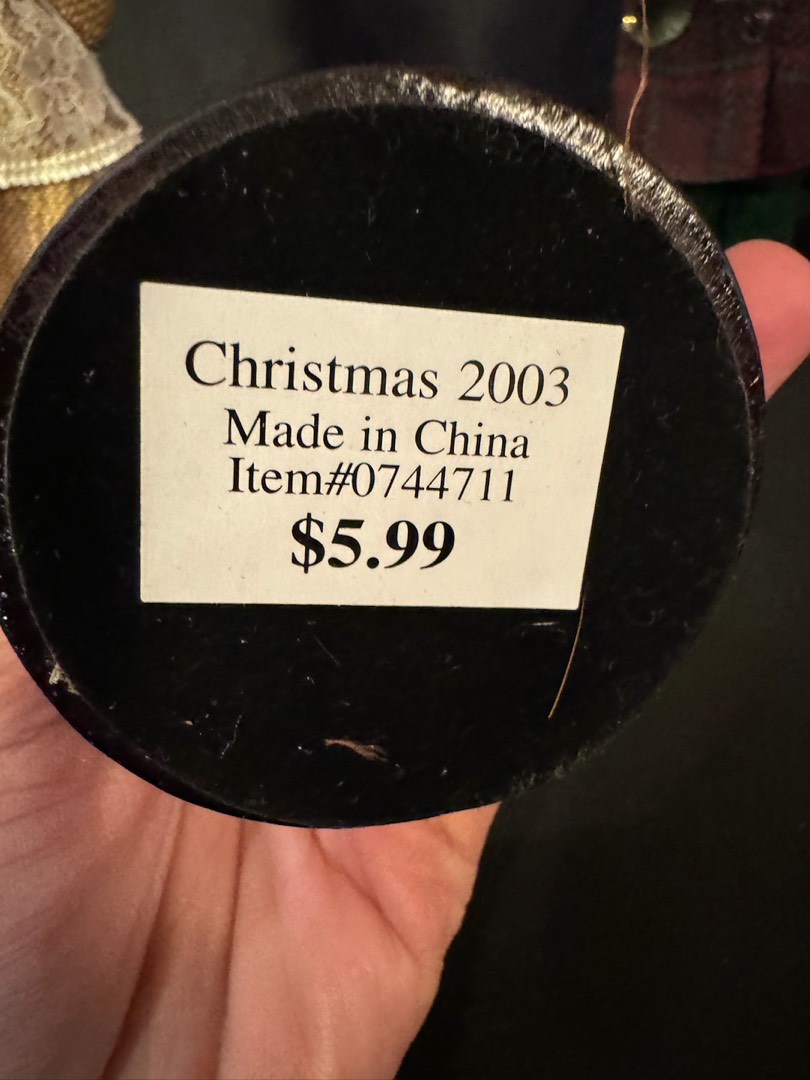 Christmas 2003
Made in China
Item#0744711
$5.99